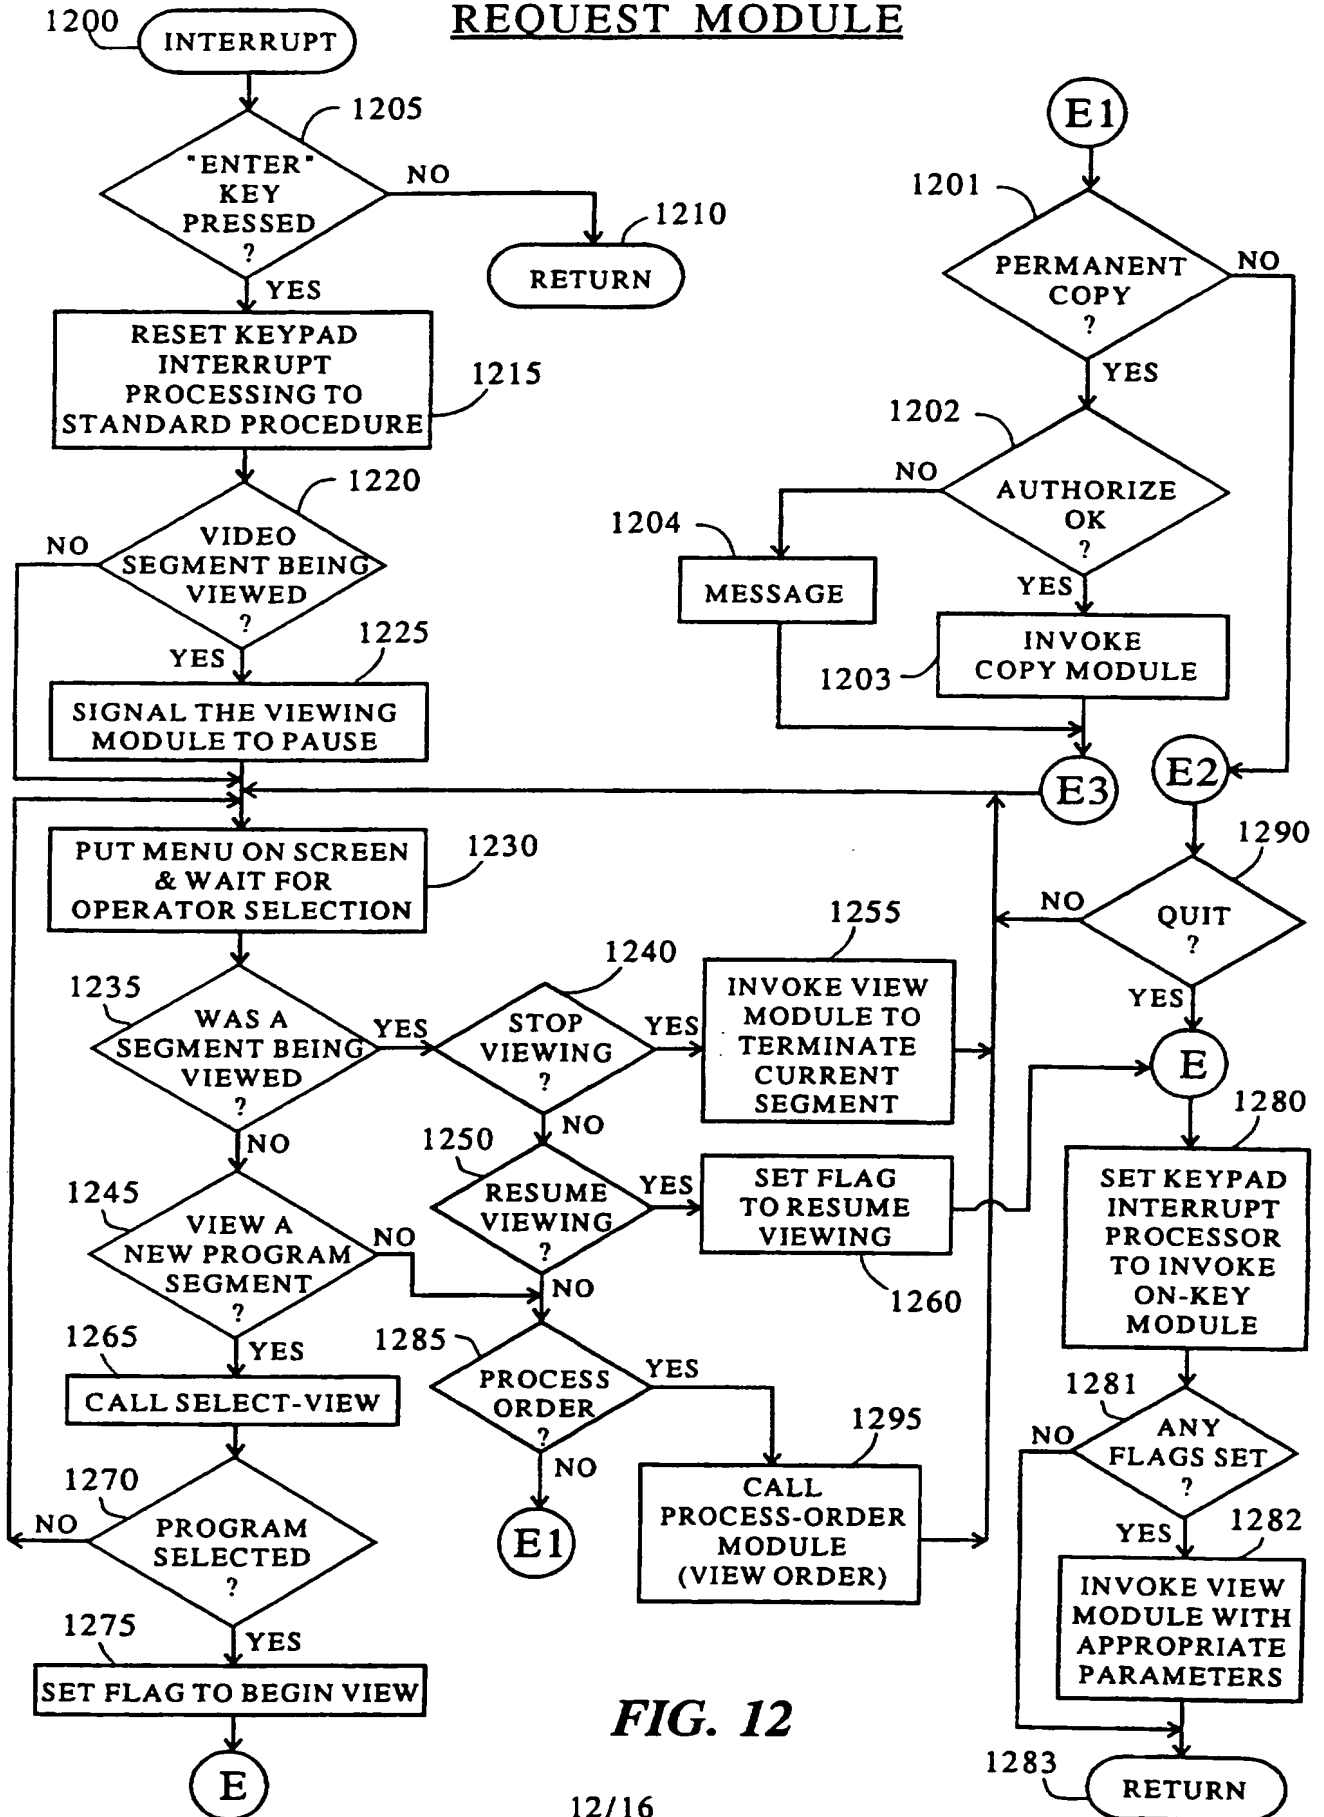 REQUEST MODULE
1200
INTERRUPT
1205
"ENTER"
KEY
PRESSED
?
NO
1210
RETURN
YES
RESET KEYPAD
INTERRUPT
PROCESSING TO
STANDARD PROCEDURE
1215
1220
VIDEO
SEGMENT BEING
VIEWED
?
NO
YES
1225
SIGNAL THE VIEWING
MODULE TO PAUSE
PUT MENU ON SCREEN
& WAIT FOR
OPERATOR SELECTION
1230
1235
WAS A
SEGMENT BEING
VIEWED
?
YES
NO
1240
STOP
VIEWING
?
YES
NO
1255
INVOKE VIEW
MODULE TO
TERMINATE
CURRENT
SEGMENT
1250
RESUME
VIEWING
?
YES
NO
SET FLAG
TO RESUME
VIEWING
1260
1245
VIEW A
NEW PROGRAM
SEGMENT
?
NO
YES
1265
CALL SELECT-VIEW
1270
PROGRAM
SELECTED
?
NO
YES
1275
SET FLAG TO BEGIN VIEW
E
1285
PROCESS
ORDER
?
YES
NO
E1
1295
CALL
PROCESS-ORDER
MODULE
(VIEW ORDER)
E1
1201
PERMANENT
COPY
?
NO
YES
1202
AUTHORIZE
OK
?
NO
YES
1204
MESSAGE
INVOKE
COPY MODULE
1203
E3
E2
1290
QUIT
?
NO
YES
E
1280
SET KEYPAD
INTERRUPT
PROCESSOR
TO INVOKE
ON-KEY
MODULE
1281
ANY
FLAGS SET
?
NO
YES
1282
INVOKE VIEW
MODULE WITH
APPROPRIATE
PARAMETERS
1283
RETURN
FIG. 12
12/16